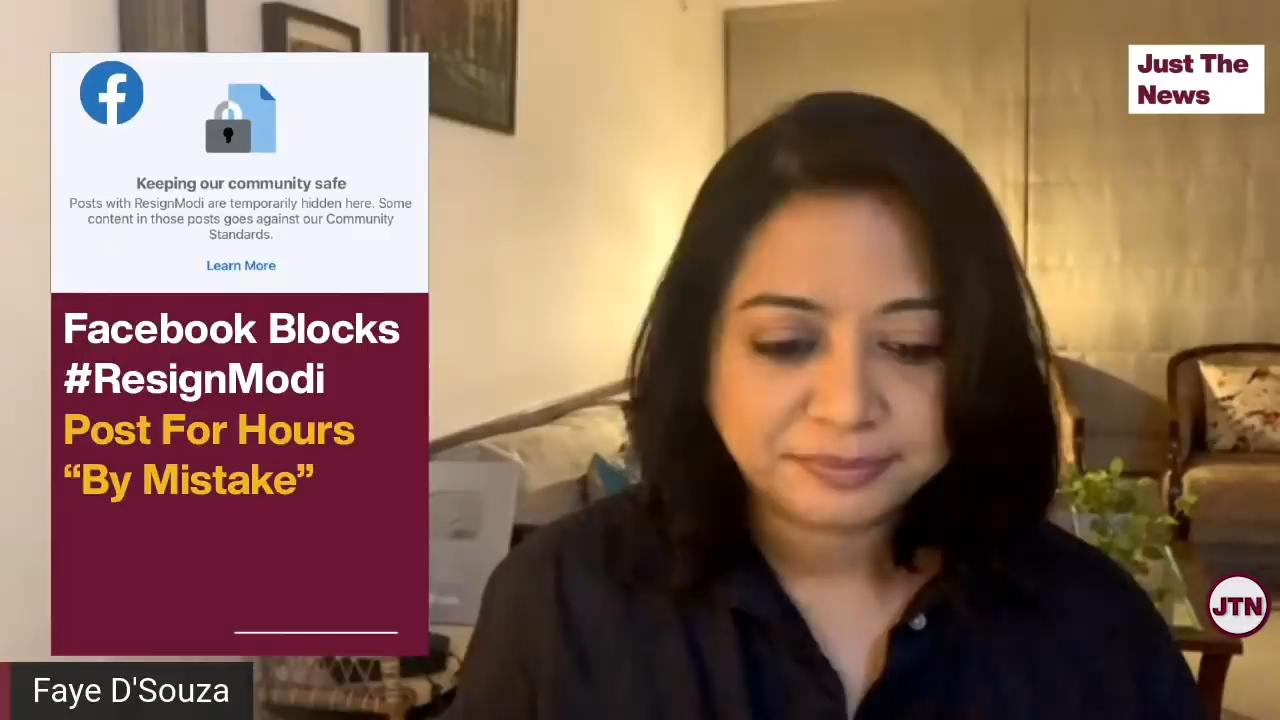 Keeping our community safe
Posts with ResignModi are temporarily hidden here. Some
content in those posts goes against our Community
Standards.
Learn More
Facebook Blocks
#ResignModi
Post For Hours
“By Mistake”
Just The
News
JTN
Faye D'Souza